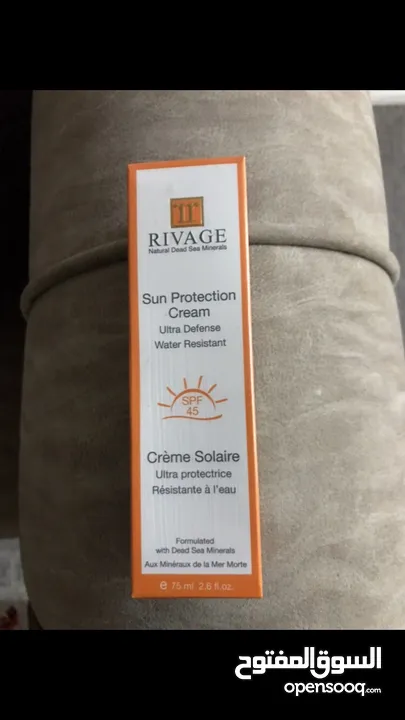 RIVAGE
Natural Dead Sea Minerals
Sun Protection
Cream
Ultra Defense
Water Resistant
SPF
45
Crème Solaire
Ultra protectrice
Résistante à l'eau
Formulated
with Dead Sea Minerals
Aux Minéraux de la Mer Morte
e 75 ml 2.6 fl.oz.
السوق المفتوح
opensooq.com